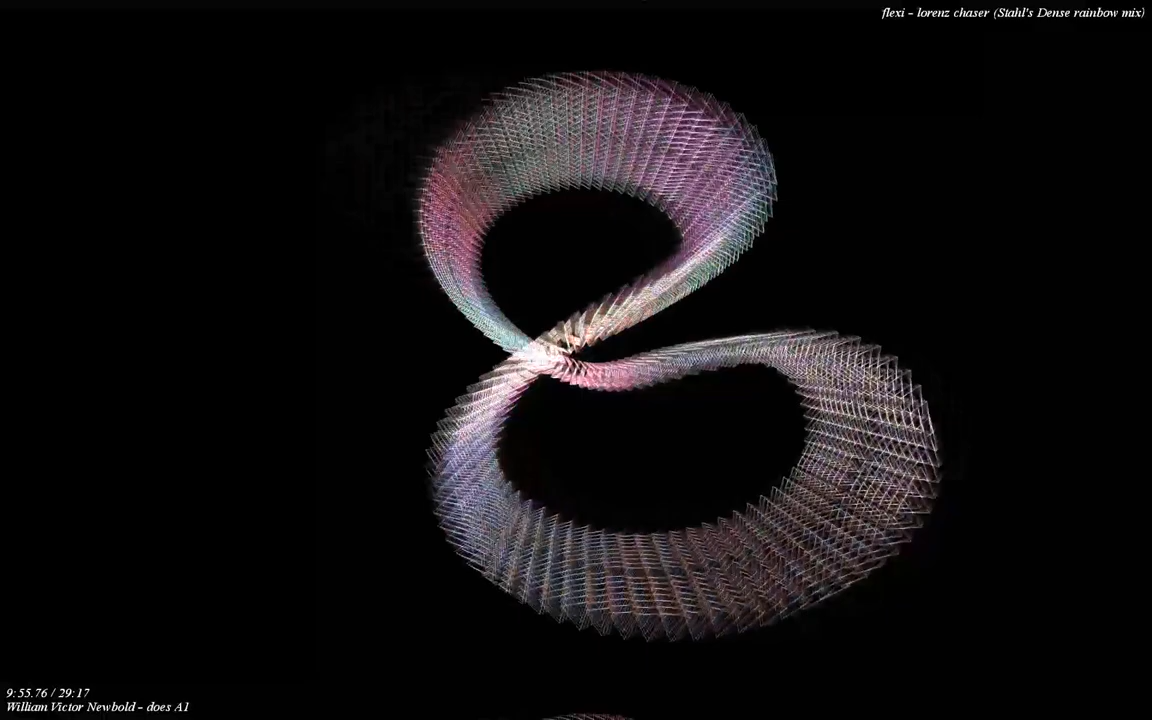 flexi - lorenz chaser (Stahl's Dense rainbow mix)
9:55.76 / 29:17
William Victor Newbold - does A1